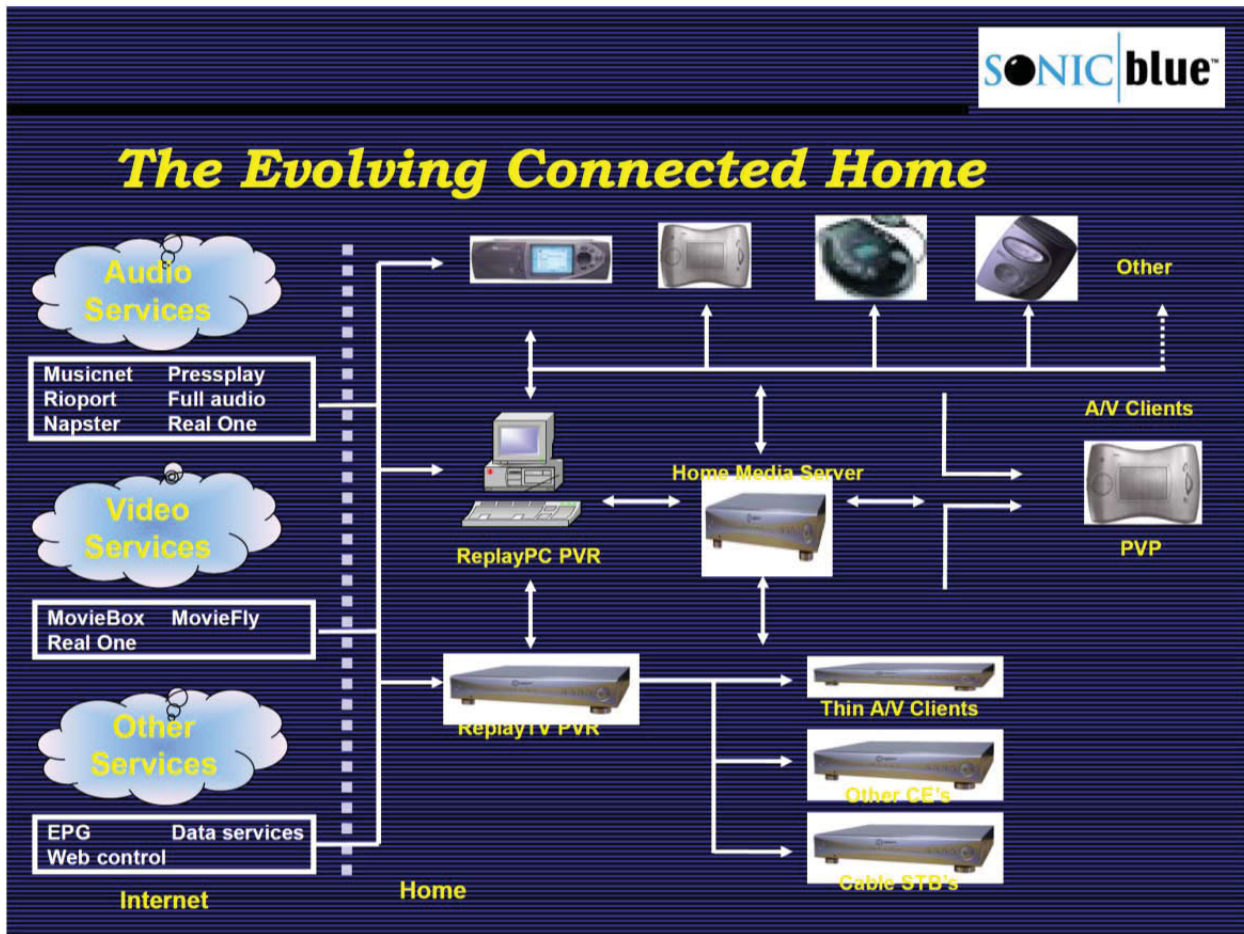 SONIC|blue™
The Evolving Connected Home
Audio
Services
Musicnet Pressplay
Rioport Full audio
Napster Real One
Video
Services
MovieBox MovieFly
Real One
Other
Services
EPG Data services
Web control
Internet
Home
Other
A/V Clients
Home Media Server
ReplayPC PVR
PVP
ReplayTV PVR
Thin A/V Clients
Other CE's
Cable STB's